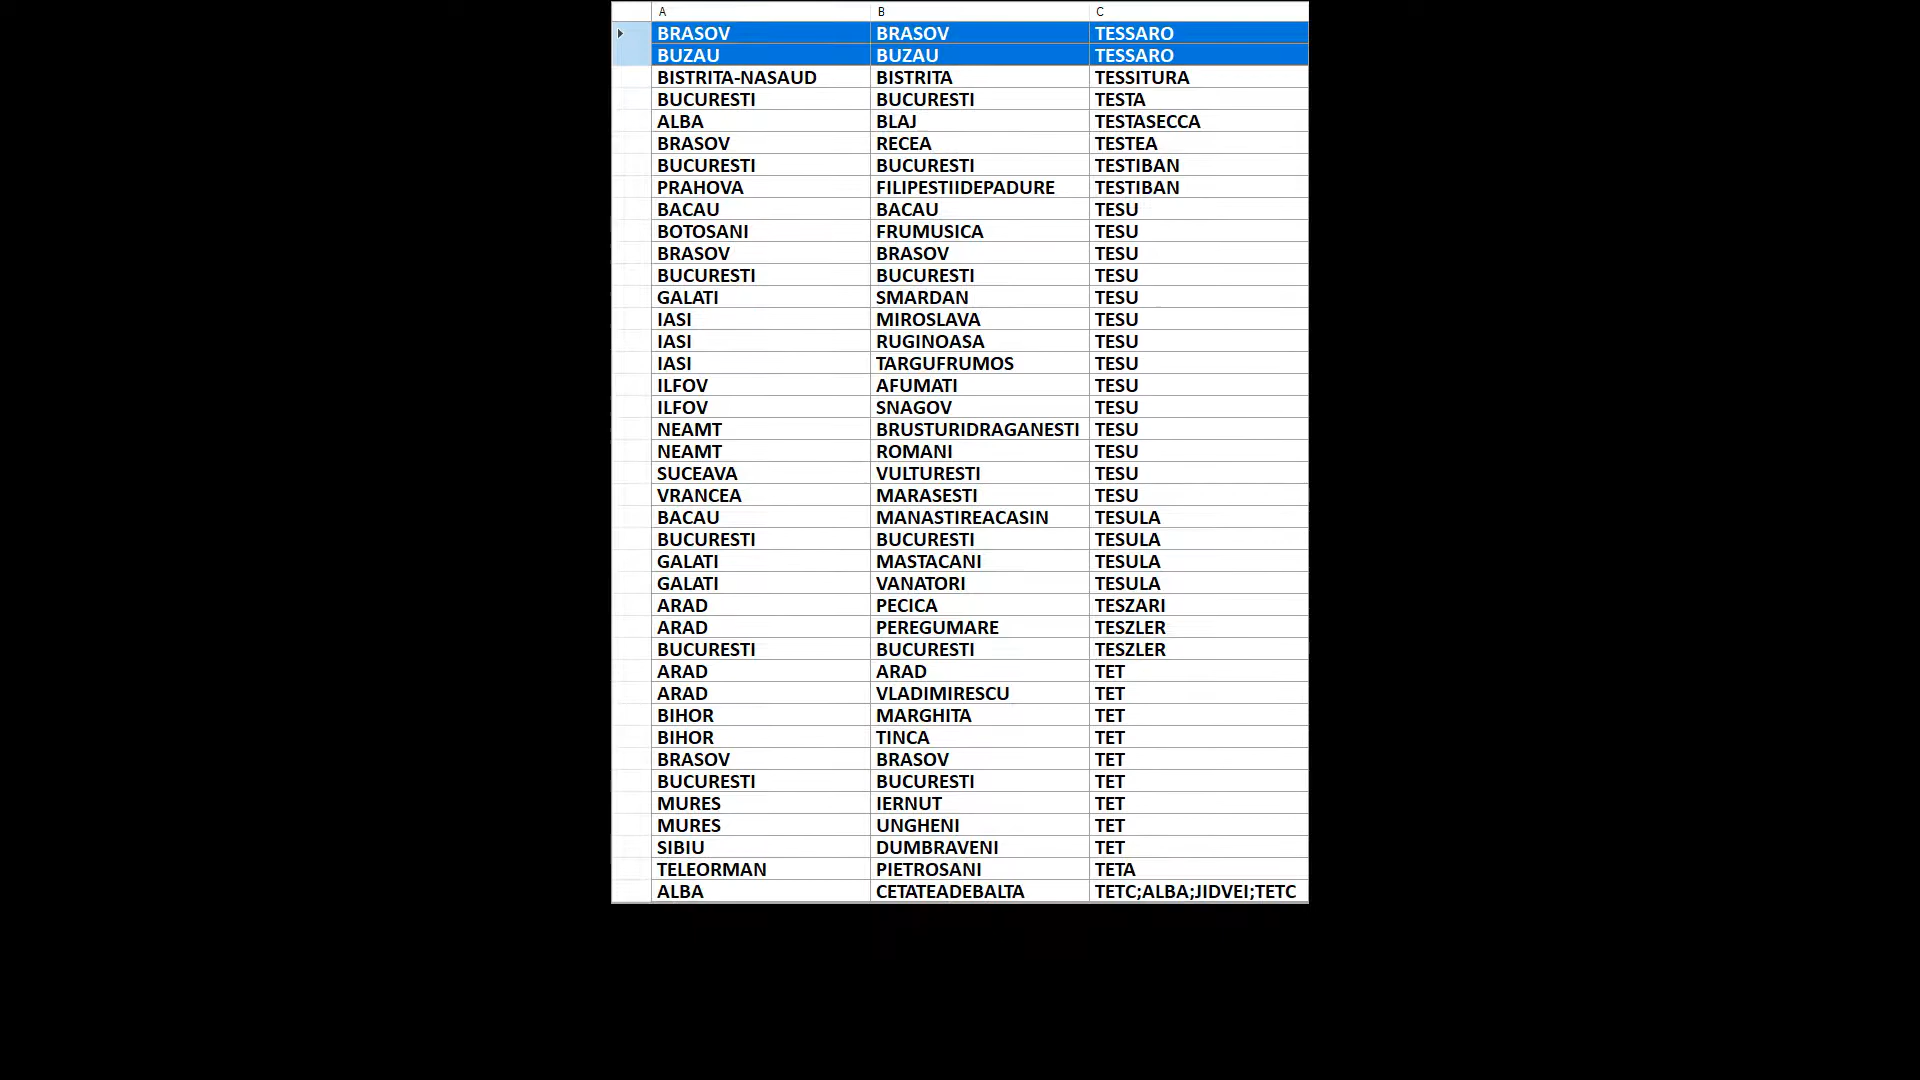 A B C
BRASOV BRASOV TESSARO
BUZAU BUZAU TESSARO
BISTRITA-NASAUD BISTRITA TESSITURA
BUCURESTI BUCURESTI TESTA
ALBA BLAJ TESTASECCA
BRASOV RECEA TESTEA
BUCURESTI BUCURESTI TESTIBAN
PRAHOVA FILIPESTIIDEPADURE TESTIBAN
BACAU BACAU TESU
BOTOSANI FRUMUSICA TESU
BRASOV BRASOV TESU
BUCURESTI BUCURESTI TESU
GALATI SMARDAN TESU
IASI MIROSLAVA TESU
IASI RUGINOASA TESU
IASI TARGUFRUMOS TESU
ILFOV AFUMATI TESU
ILFOV SNAGOV TESU
NEAMT BRUSTURIDRAGANESTI TESU
NEAMT ROMANI TESU
SUCEAVA VULTURESTI TESU
VRANCEA MARASESTI TESU
BACAU MANASTIREACASIN TESULA
BUCURESTI BUCURESTI TESULA
GALATI MASTACANI TESULA
GALATI VANATORI TESULA
ARAD PECICA TESZARI
ARAD PEREGUMARE TESZLER
BUCURESTI BUCURESTI TESZLER
ARAD ARAD TET
ARAD VLADIMIRESCU TET
BIHOR MARGHITA TET
BIHOR TINCA TET
BRASOV BRASOV TET
BUCURESTI BUCURESTI TET
MURES IERNUT TET
MURES UNGHENI TET
SIBIU DUMBRAVENI TET
TELEORMAN PIETROSANI TETA
ALBA CETATEADEBALTA TETC;ALBA;JIDVEI;TETC